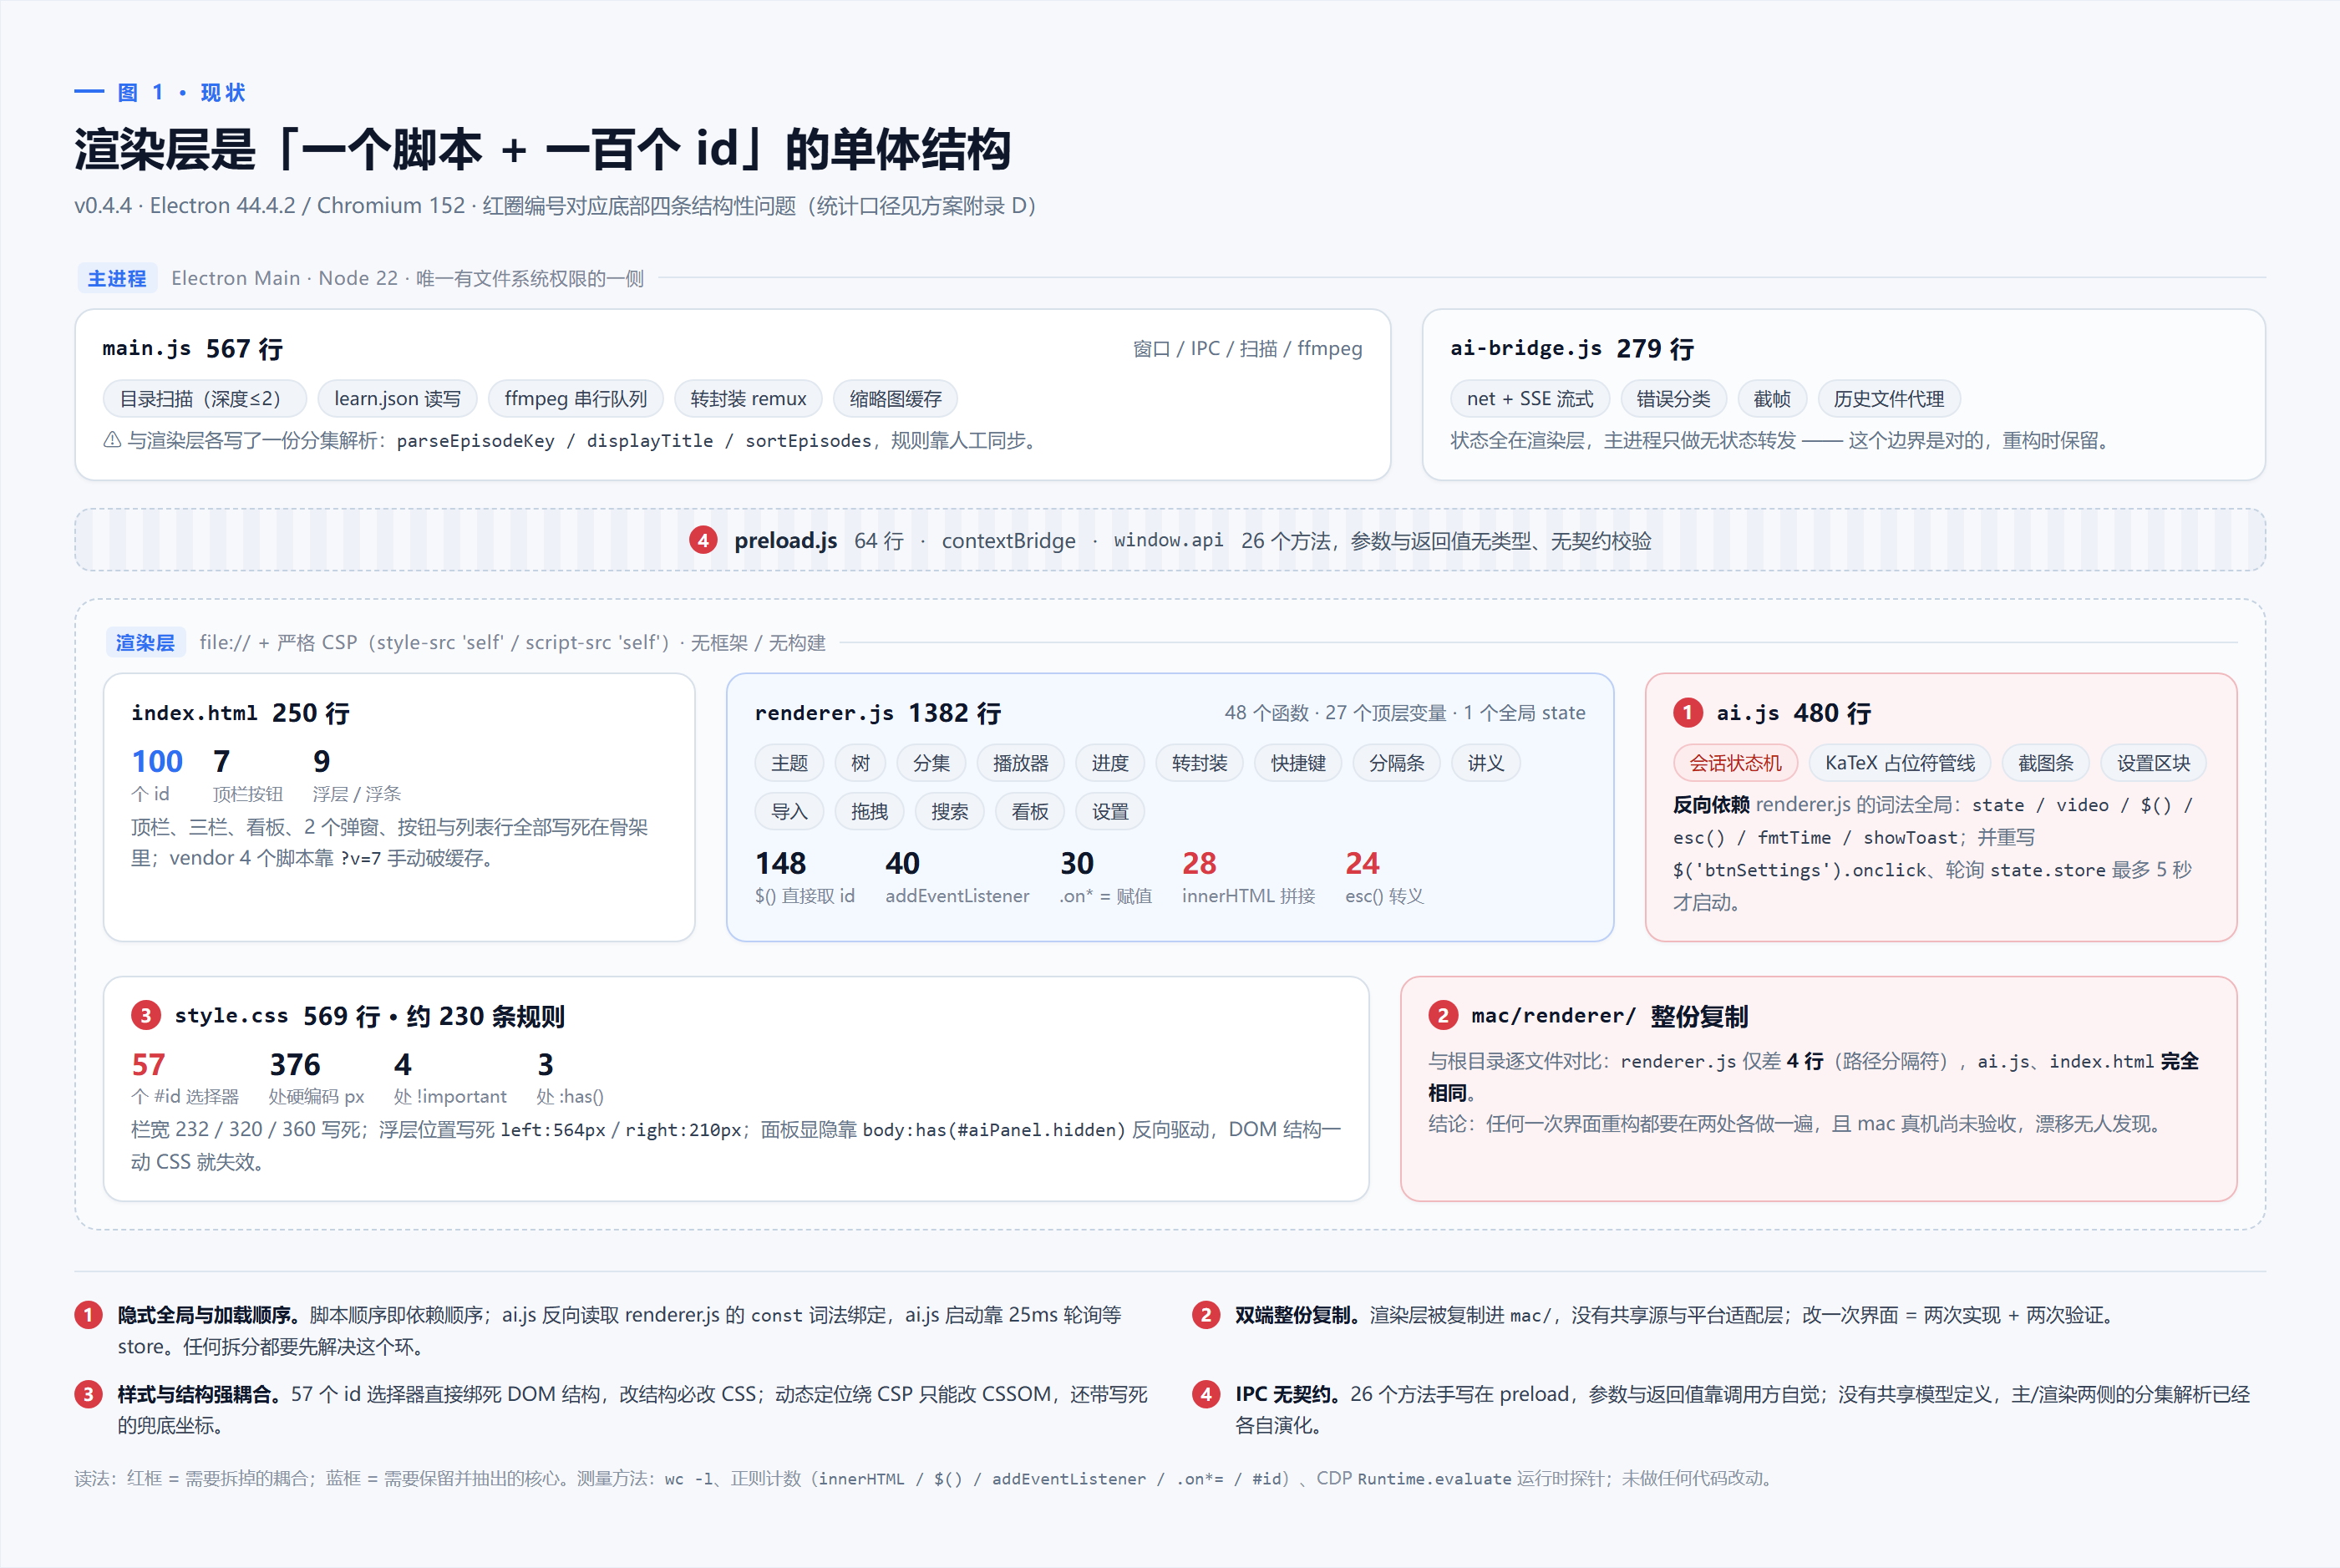 图 1 · 现状
渲染层是「一个脚本 + 一百个 id」的单体结构
v0.4.4 · Electron 44.4.2 / Chromium 152 · 红圈编号对应底部四条结构性问题（统计口径见方案附录 D）
主进程 Electron Main · Node 22 · 唯一有文件系统权限的一侧
main.js 567 行 窗口 / IPC / 扫描 / ffmpeg
目录扫描（深度≤2） learn.json 读写 ffmpeg 串行队列 转封装 remux 缩略图缓存
⚠ 与渲染层各写了一份分集解析：parseEpisodeKey / displayTitle / sortEpisodes，规则靠人工同步。
ai-bridge.js 279 行
net + SSE 流式 错误分类 截帧 历史文件代理
状态全在渲染层，主进程只做无状态转发 —— 这个边界是对的，重构时保留。
4 preload.js 64 行 · contextBridge · window.api 26 个方法，参数与返回值无类型、无契约校验
渲染层 file:// + 严格 CSP（style-src 'self' / script-src 'self'）· 无框架 / 无构建
index.html 250 行
100 7 9
个 id 顶栏按钮 浮层 / 浮条
顶栏、三栏、看板、2 个弹窗、按钮与列表行全部写死在骨架
里；vendor 4 个脚本靠 ?v=7 手动破缓存。
renderer.js 1382 行 48 个函数 · 27 个顶层变量 · 1 个全局 state
主题 树 分集 播放器 进度 转封装 快捷键 分隔条 讲义
导入 拖拽 搜索 看板 设置
148 40 30 28 24
$() 直接取 id addEventListener .on* = 赋值 innerHTML 拼接 esc() 转义
1 ai.js 480 行
会话状态机 KaTeX 占位符管线 截图条 设置区块
反向依赖 renderer.js 的词法全局：state / video / $() /
esc() / fmtTime / showToast；并重写
$('btnSettings').onclick、轮询 state.store 最多 5 秒
才启动。
3 style.css 569 行 · 约 230 条规则
57 376 4 3
个 #id 选择器 处硬编码 px 处 !important 处 :has()
栏宽 232 / 320 / 360 写死；浮层位置写死 left:564px / right:210px；面板显隐靠 body:has(#aiPanel.hidden) 反向驱动，DOM 结构一
动 CSS 就失效。
2 mac/renderer/ 整份复制
与根目录逐文件对比：renderer.js 仅差 4 行（路径分隔符），ai.js、index.html 完全
相同。
结论：任何一次界面重构都要在两处各做一遍，且 mac 真机尚未验收，漂移无人发现。
1 隐式全局与加载顺序。脚本顺序即依赖顺序；ai.js 反向读取 renderer.js 的 const 词法绑定，ai.js 启动靠 25ms 轮询等
store。任何拆分都要先解决这个环。
2 双端整份复制。渲染层被复制进 mac/，没有共享源与平台适配层；改一次界面 = 两次实现 + 两次验证。
3 样式与结构强耦合。57 个 id 选择器直接绑死 DOM 结构，改结构必改 CSS；动态定位绕 CSP 只能改 CSSOM，还带写死
的兜底坐标。
4 IPC 无契约。26 个方法手写在 preload，参数与返回值靠调用方自觉；没有共享模型定义，主/渲染两侧的分集解析已经
各自演化。
读法：红框 = 需要拆掉的耦合；蓝框 = 需要保留并抽出的核心。测量方法：wc -l、正则计数（innerHTML / $() / addEventListener / .on*= / #id）、CDP Runtime.evaluate 运行时探针；未做任何代码改动。